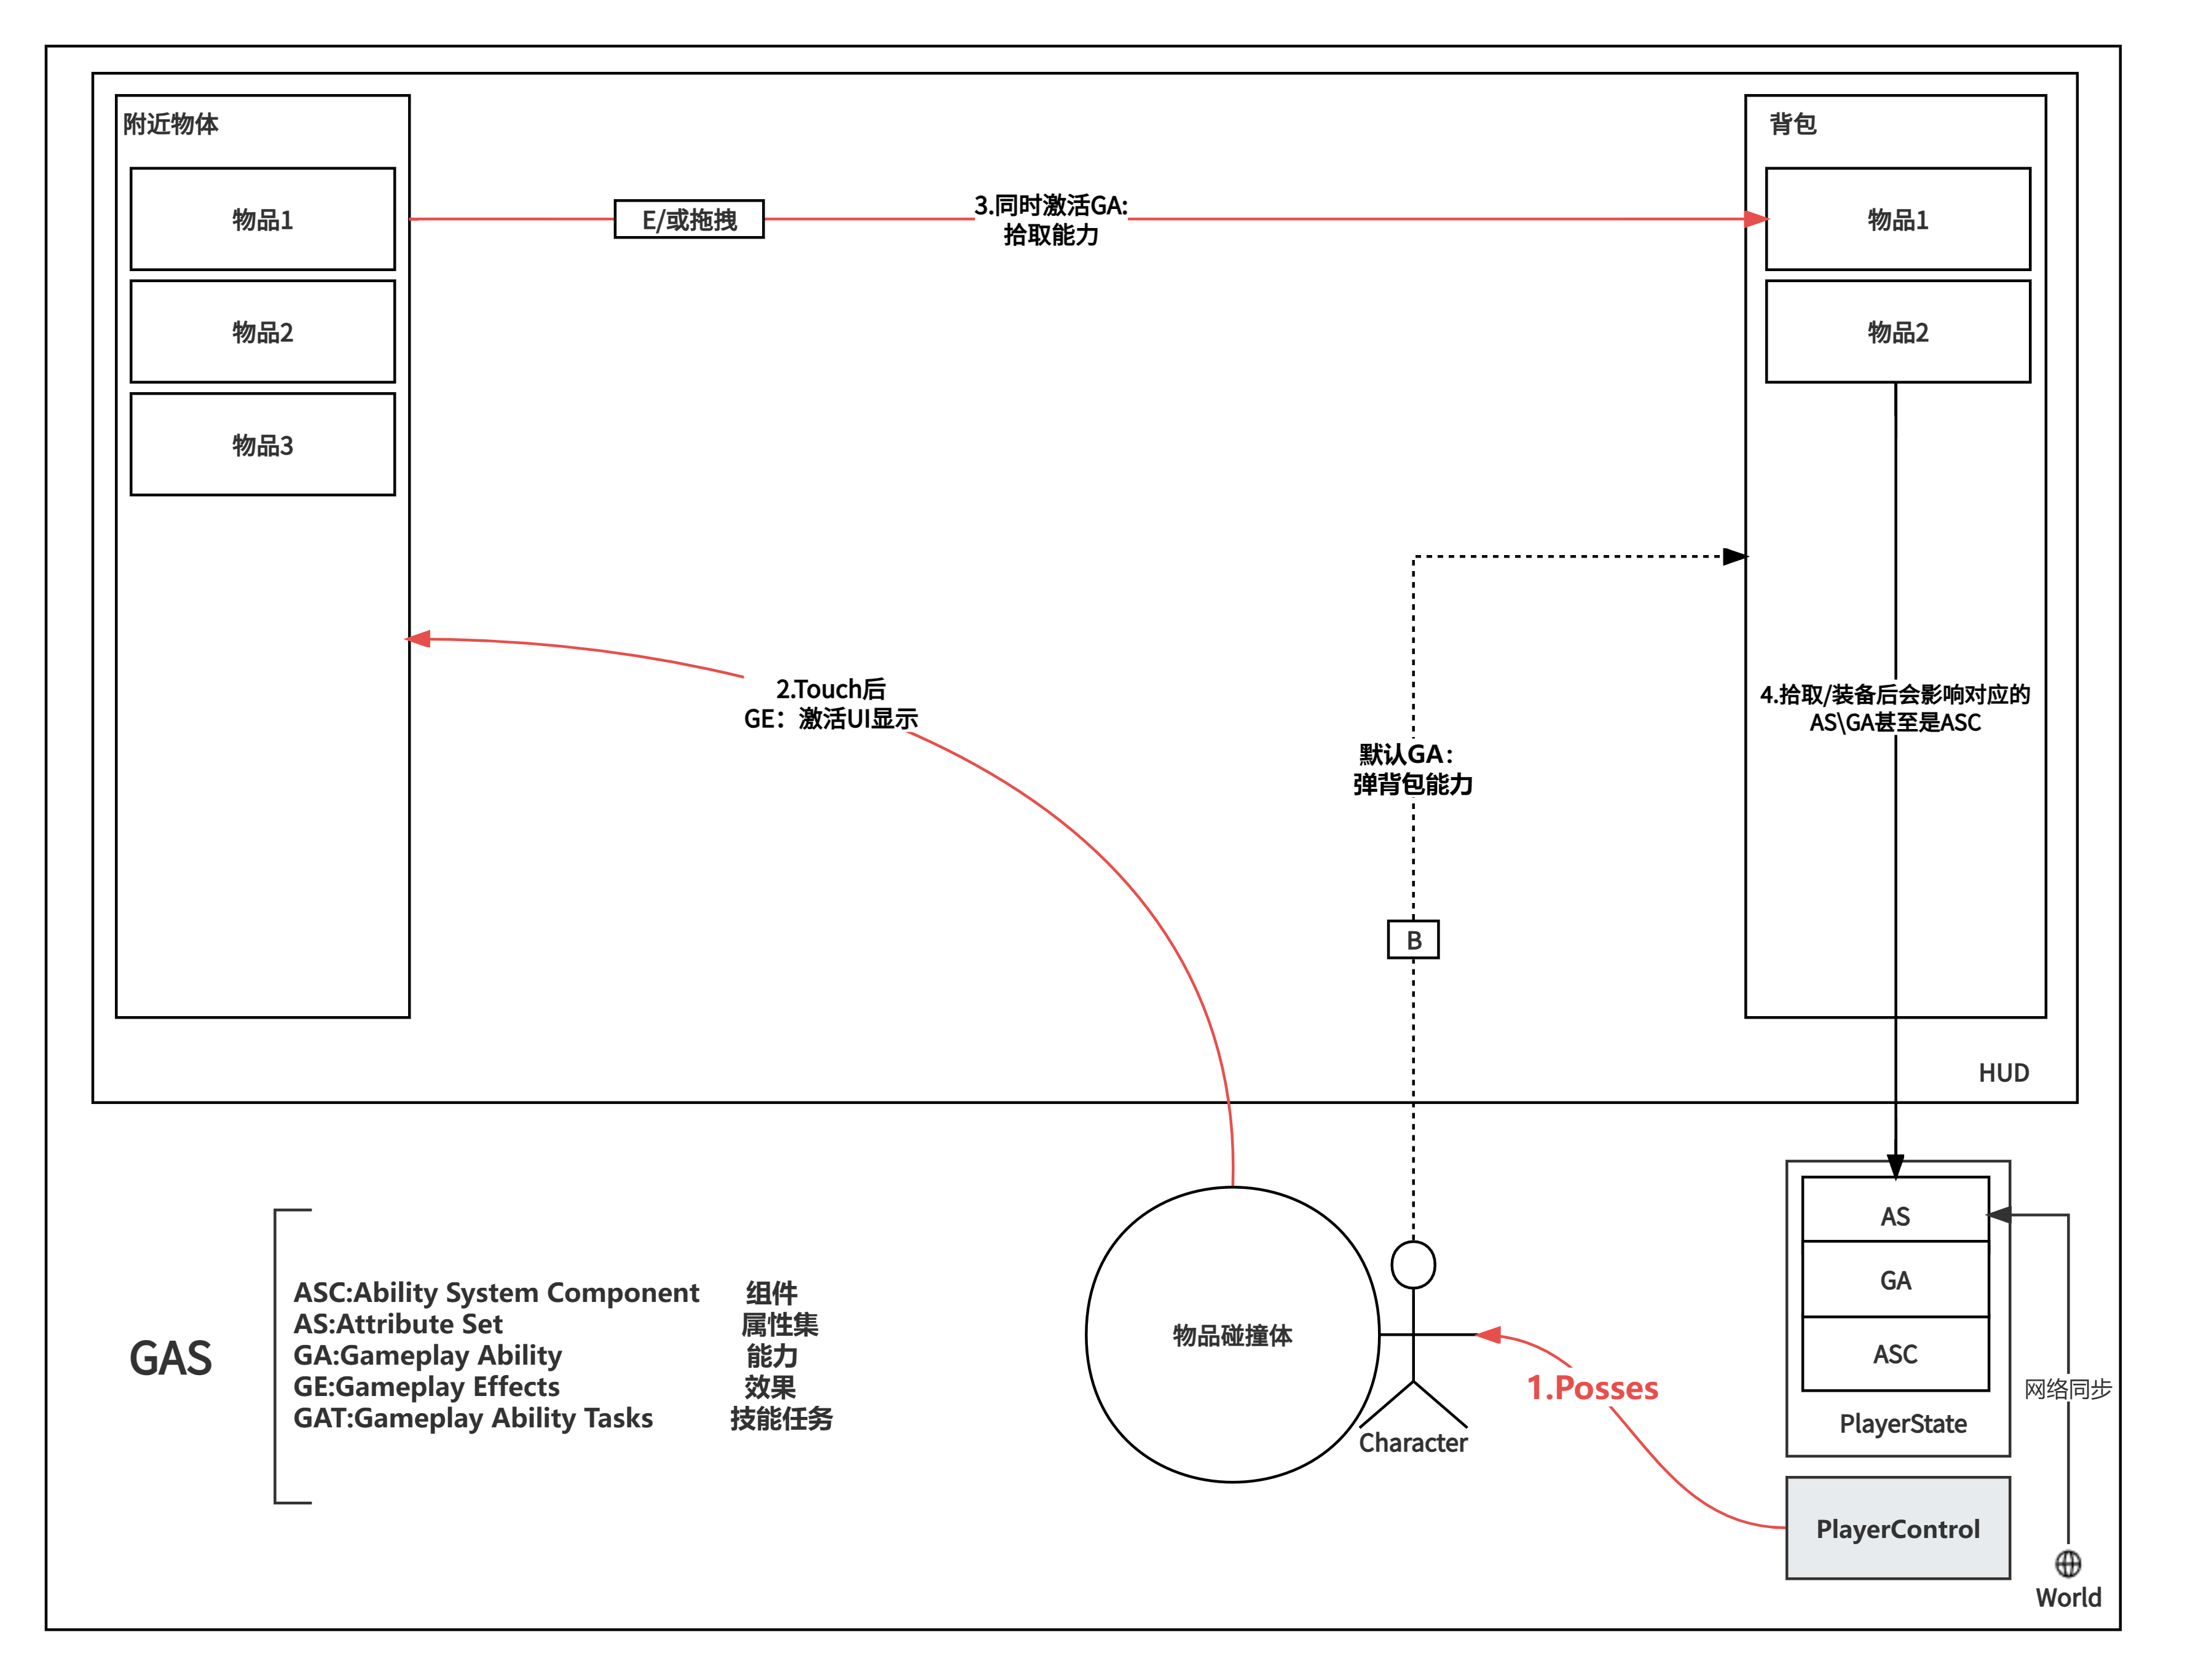 附近物体
物品1
物品2
物品3
E/或拖拽
3.同时激活GA:
拾取能力
背包
物品1
物品2
2.Touch后
GE：激活UI显示
默认GA：
弹背包能力
B
4.拾取/装备后会影响对应的
AS\GA甚至是ASC
HUD
GAS
ASC:Ability System Component 组件
AS:Attribute Set 属性集
GA:Gameplay Ability 能力
GE:Gameplay Effects 效果
GAT:Gameplay Ability Tasks 技能任务
物品碰撞体
Character
1.Posses
AS
GA
ASC
PlayerState
PlayerControl
网络同步
World